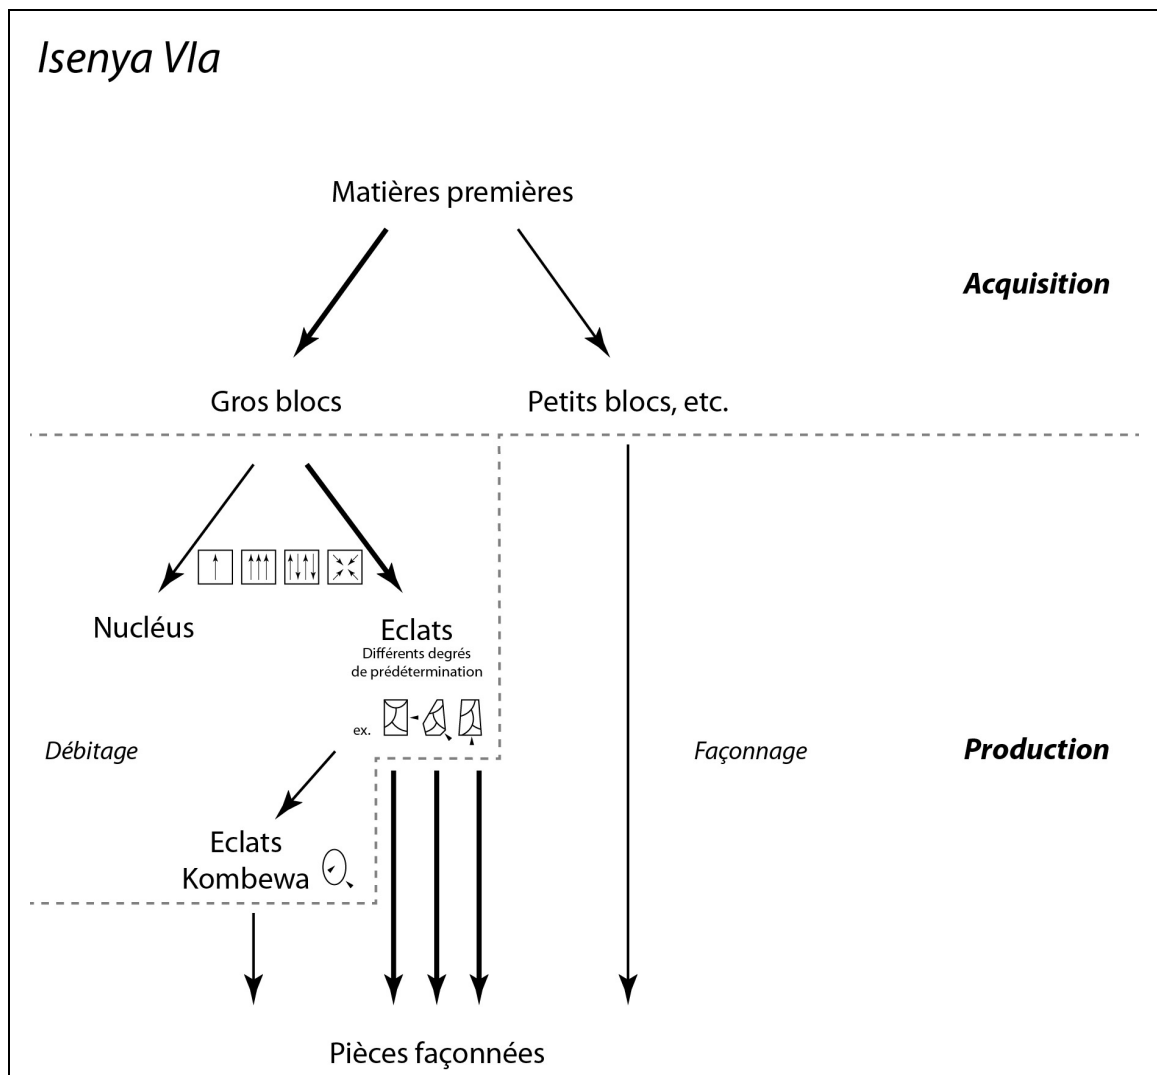 Isenya VIa
Matières premières
Acquisition
Gros blocs
Petits blocs, etc.
Nucléus
Eclats
Différents degrés
de prédétermination
ex.
Débitage
Façonnage
Production
Eclats
Kombewa
Pièces façonnées